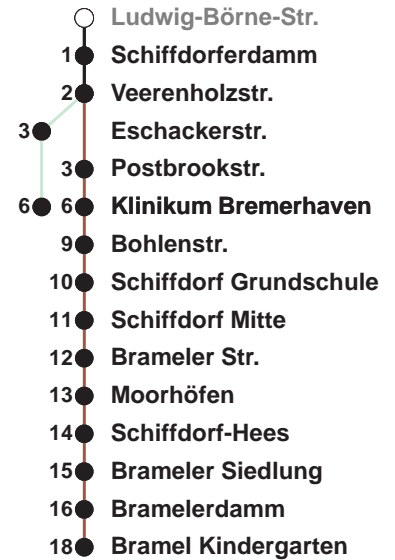 Ludwig-Börne-Str.
1 Schiffdorferdamm
2 Veerenholzstr.
3 Eschackerstr.
3 Postbrookstr.
6 6 Klinikum Bremerhaven
9 Bohlenstr.
10 Schiffdorf Grundschule
11 Schiffdorf Mitte
12 Brameler Str.
13 Moorhöfen
14 Schiffdorf-Hees
15 Brameler Siedlung
16 Bramelerdamm
18 Bramel Kindergarten